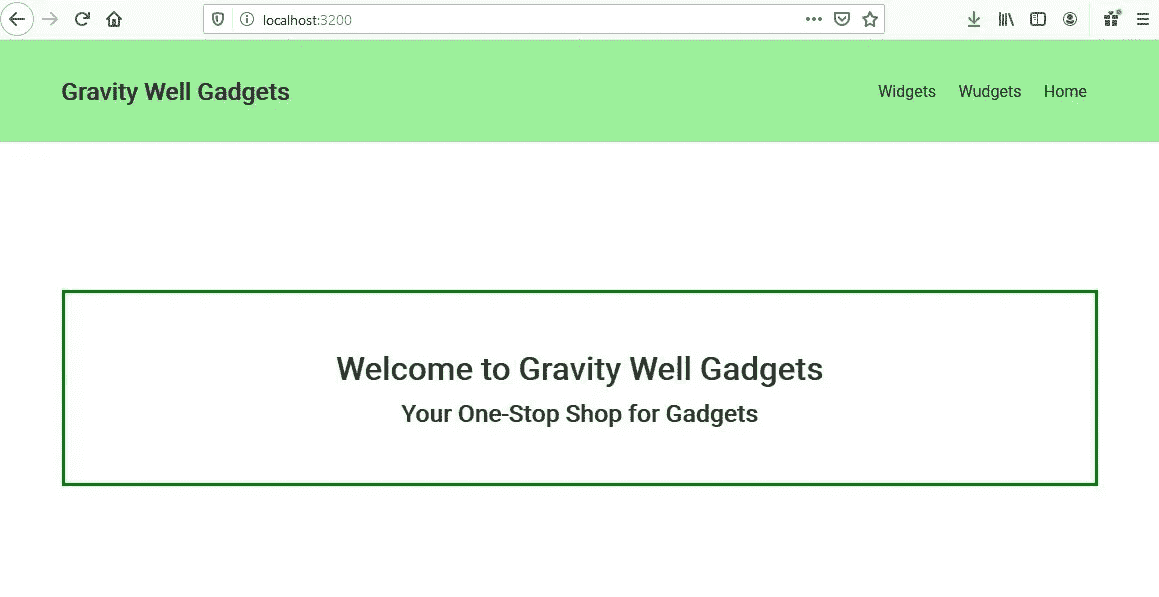 localhost:3200
Gravity Well Gadgets
Widgets Wudgets Home
Welcome to Gravity Well Gadgets
Your One-Stop Shop for Gadgets